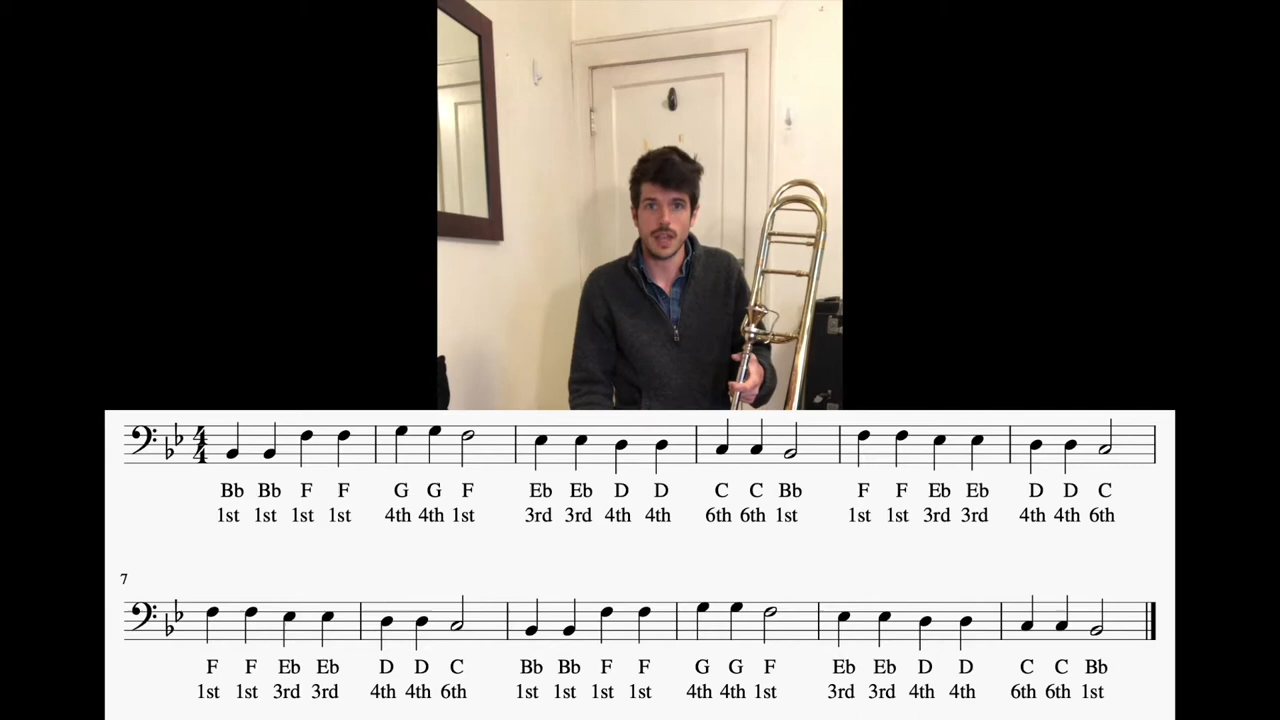 4
4
Bb Bb F F G G F Eb Eb D D C C Bb F F Eb Eb D D C
1st 1st 1st 1st 4th 4th 1st 3rd 3rd 4th 4th 6th 6th 1st 1st 1st 3rd 3rd 4th 4th 6th
7
F F Eb Eb D D C Bb Bb F F G G F Eb Eb D D C C Bb
1st 1st 3rd 3rd 4th 4th 6th 1st 1st 1st 1st 4th 4th 1st 3rd 3rd 4th 4th 6th 6th 1st